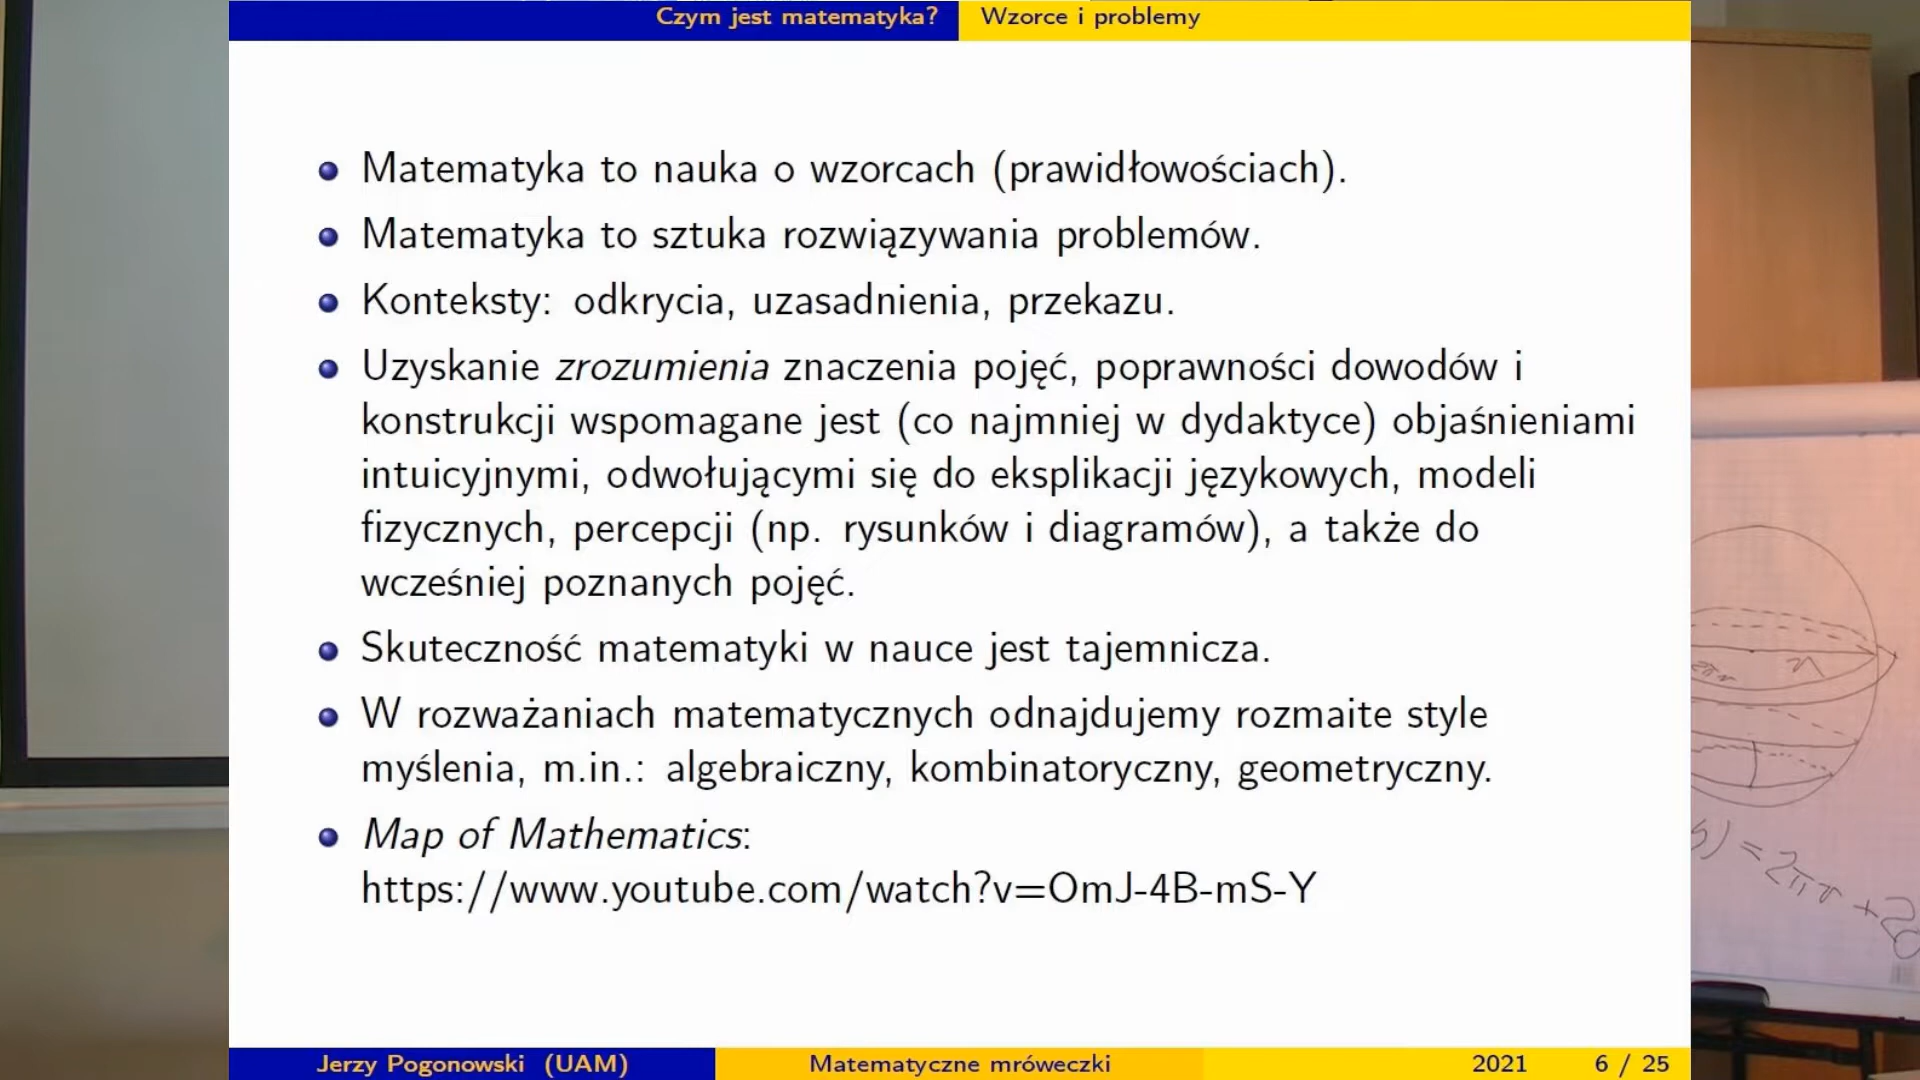 Czym jest matematyka? Wzorce i problemy
Matematyka to nauka o wzorcach (prawidłowościach).
Matematyka to sztuka rozwiązywania problemów.
Konteksty: odkrycia, uzasadnienia, przekazu.
Uzyskanie zrozumienia znaczenia pojęć, poprawności dowodów i
konstrukcji wspomagane jest (co najmniej w dydaktyce) objaśnieniami
intuicyjnymi, odwołującymi się do eksplikacji językowych, modeli
fizycznych, percepcji (np. rysunków i diagramów), a także do
wcześniej poznanych pojęć.
Skuteczność matematyki w nauce jest tajemnicza.
W rozważaniach matematycznych odnajdujemy rozmaite style
myślenia, m.in.: algebraiczny, kombinatoryczny, geometryczny.
Map of Mathematics:
https://www.youtube.com/watch?v=OmJ-4B-mS-Y
Jerzy Pogonowski (UAM) Matematyczne mróweczki 2021 6 / 25
2πr r
) = 2πr + 2